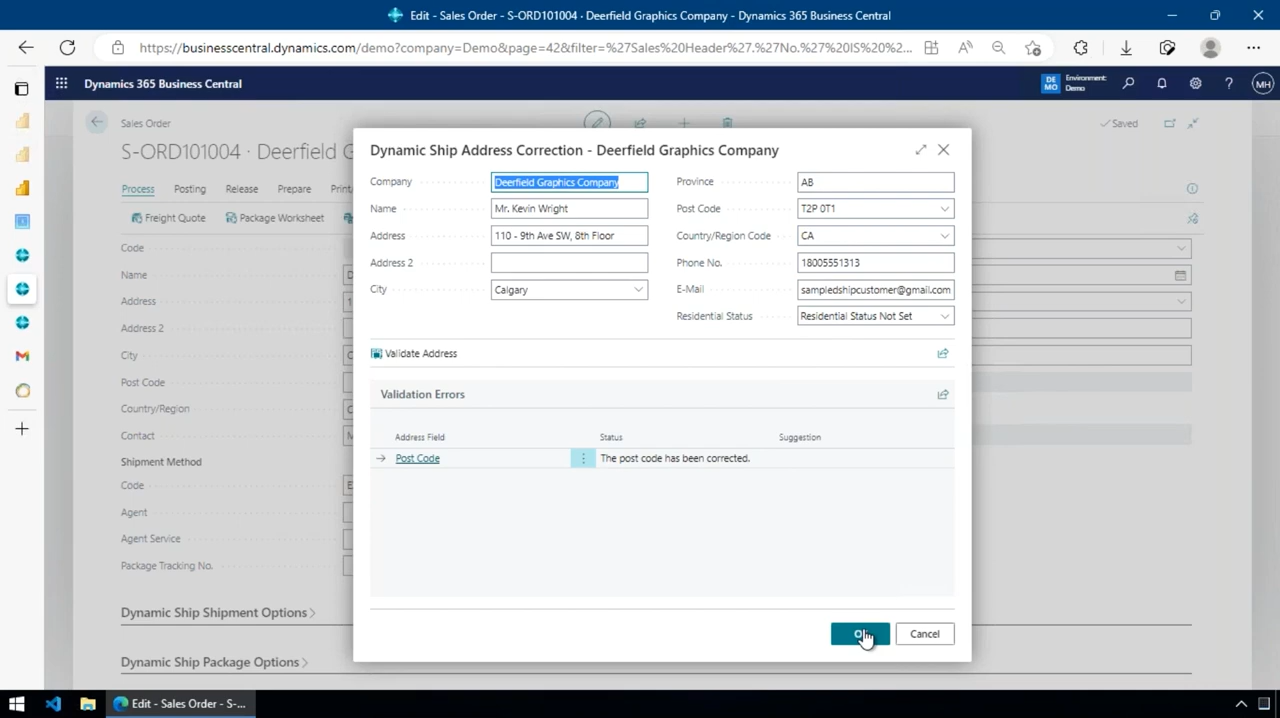 Edit - Sales Order - S-ORD101004 · Deerfield Graphics Company - Dynamics 365 Business Central
https://businesscentral.dynamics.com/demo?company=Demo&page=42&filter=%27Sales%20Header%27.%27No.%27%20IS%20%2...
Dynamics 365 Business Central
DE MO
Environment:
Demo
MH
Sales Order
Saved
S-ORD101004 · Deerfield G
Process Posting Release Prepare Print/
Freight Quote Package Worksheet
Code
Name
Address
Address 2
City
Post Code
Country/Region
Contact
Shipment Method
Code
Agent
Agent Service
Package Tracking No.
Dynamic Ship Shipment Options
Dynamic Ship Package Options
Dynamic Ship Address Correction - Deerfield Graphics Company
Company Deerfield Graphics Company
Name Mr. Kevin Wright
Address 110 - 9th Ave SW, 8th Floor
Address 2
City Calgary
Province AB
Post Code T2P 0T1
Country/Region Code CA
Phone No. 18005551313
E-Mail sampledshipcustomer@gmail.com
Residential Status Residential Status Not Set
Validate Address
Validation Errors
Address Field Status Suggestion
Post Code The post code has been corrected.
Cancel
Edit - Sales Order - S-...